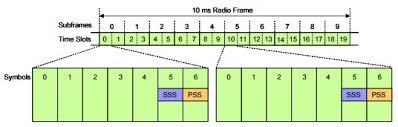 10 ms Radio Frame
Subframes 0 1 2 3 4 5 6 7 8 9
Time Slots 0 1 2 3 4 5 6 7 8 9 10 11 12 13 14 15 16 17 18 19
Symbols 0 1 2 3 4 5 6 0 1 2 3 4 5 6
SSS PSS SSS PSS